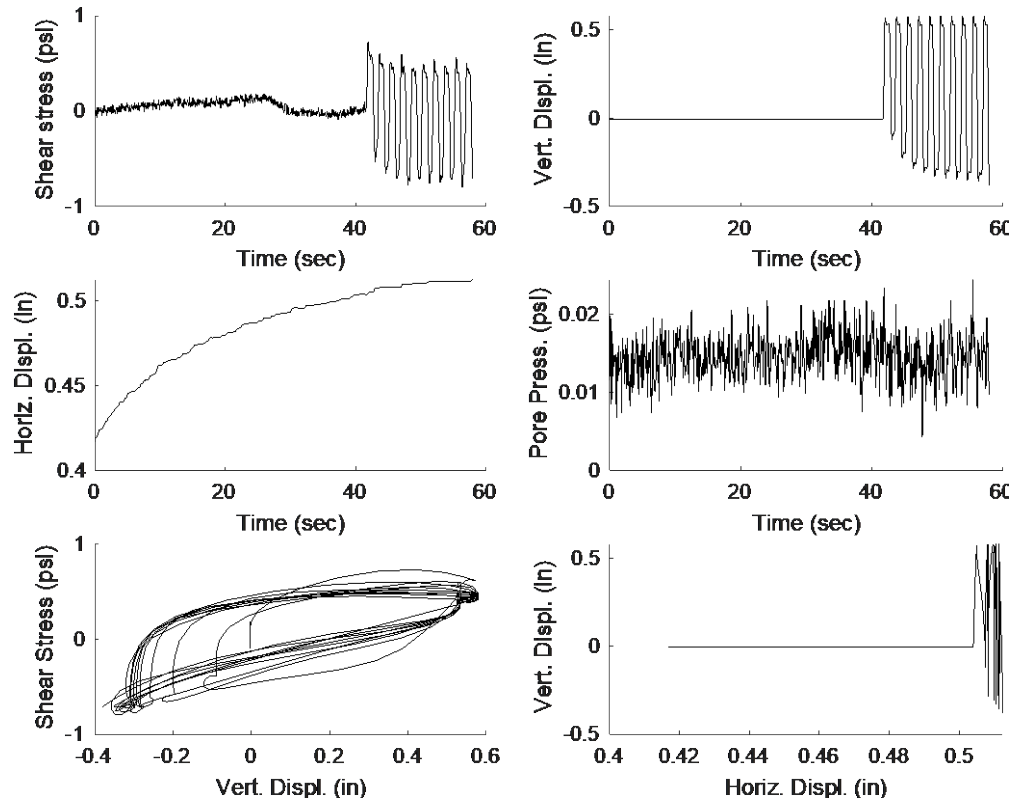 Shear stress (psi)
1
0
-1
0 20 40 60
Time (sec)
Vert. Displ. (in)
0.5
0
-0.5
0 20 40 60
Time (sec)
Horiz. Displ. (in)
0.5
0.45
0.4
0 20 40 60
Time (sec)
Pore Press. (psi)
0.02
0.01
0
0 20 40 60
Time (sec)
Shear Stress (psi)
1
0
-1
-0.4 -0.2 0 0.2 0.4 0.6
Vert. Displ. (in)
Vert. Displ. (in)
0.5
0
-0.5
0.4 0.42 0.44 0.46 0.48 0.5
Horiz. Displ. (in)